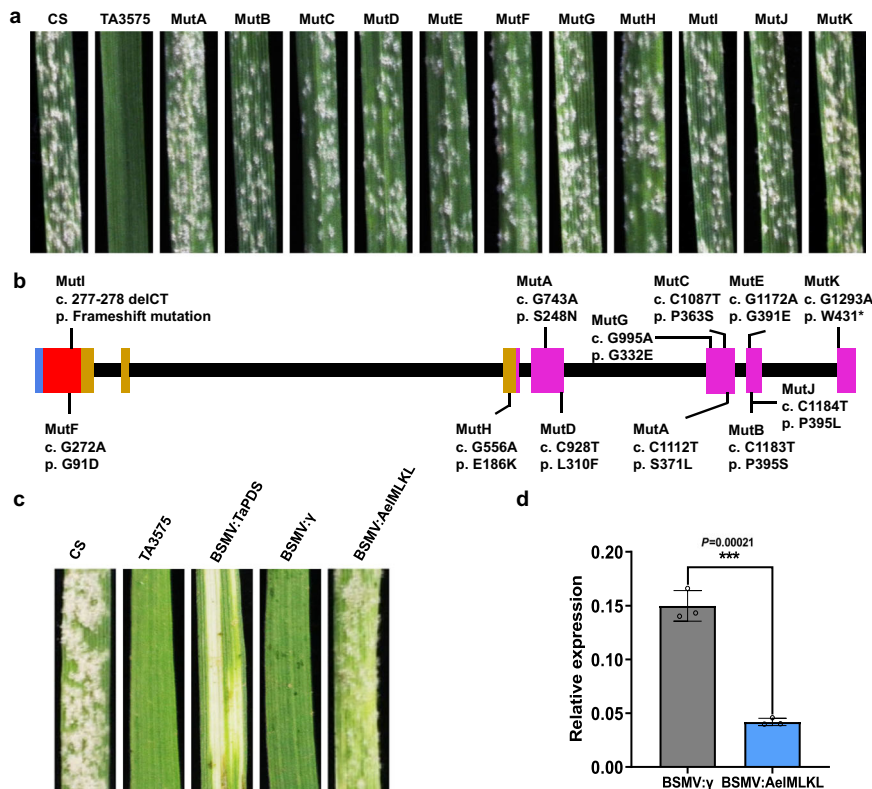 a
CS TA3575 MutA MutB MutC MutD MutE MutF MutG MutH MutI MutJ MutK
b
MutI
c. 277-278 delCT
p. Frameshift mutation
MutA
c. G743A
p. S248N
MutG
c. G995A
p. G332E
MutC
c. C1087T
p. P363S
MutE
c. G1172A
p. G391E
MutK
c. G1293A
p. W431*
MutF
c. G272A
p. G91D
MutH
c. G556A
p. E186K
MutD
c. C928T
p. L310F
MutA
c. C1112T
p. S371L
MutB
c. C1183T
p. P395S
MutJ
c. C1184T
p. P395L
c
CS
TA3575
BSMV:TaPDS
BSMV:γ
BSMV:AelMLKL
d
P=0.00021
***
Relative expression
0.20
0.15
0.10
0.05
0.00
BSMV:γ BSMV:AelMLKL